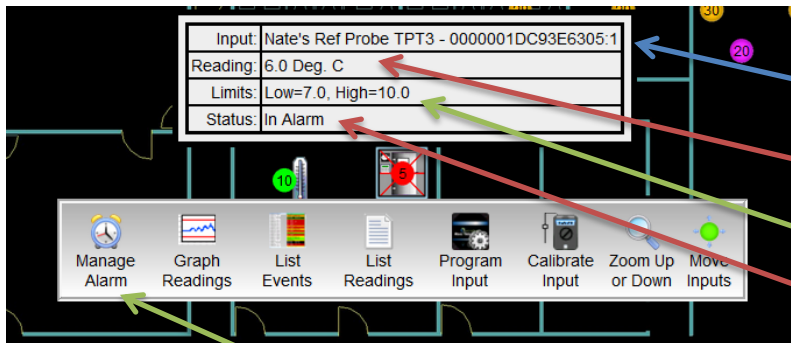 30
20
Input: Nate's Ref Probe TPT3 - 0000001DC93E6305:1
Reading: 6.0 Deg. C
Limits: Low=7.0, High=10.0
Status: In Alarm
10
5
Manage Alarm
Graph Readings
List Events
List Readings
Program Input
Calibrate Input
Zoom Up or Down
Move Inputs